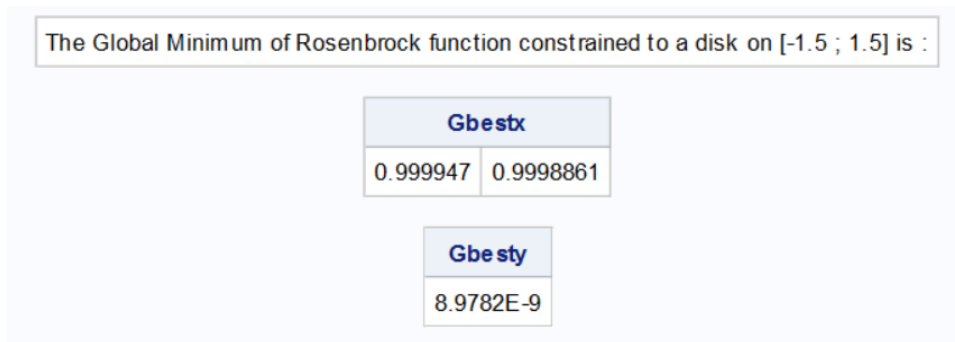 The Global Minimum of Rosenbrock function constrained to a disk on [-1.5 ; 1.5] is :
Gbestx
0.999947 0.9998861
Gbesty
8.9782E-9